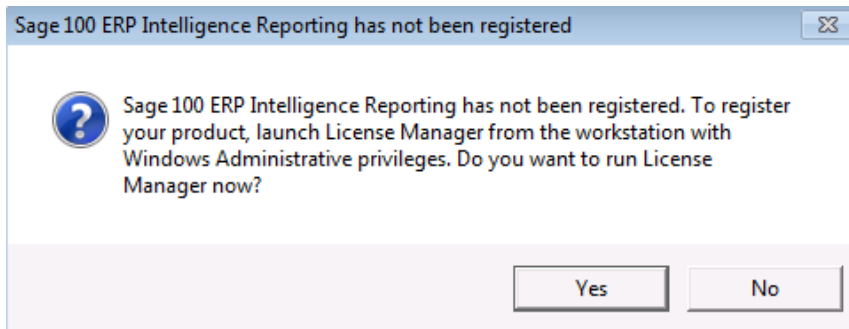 Sage 100 ERP Intelligence Reporting has not been registered
Sage 100 ERP Intelligence Reporting has not been registered. To register
your product, launch License Manager from the workstation with
Windows Administrative privileges. Do you want to run License
Manager now?
Yes
No